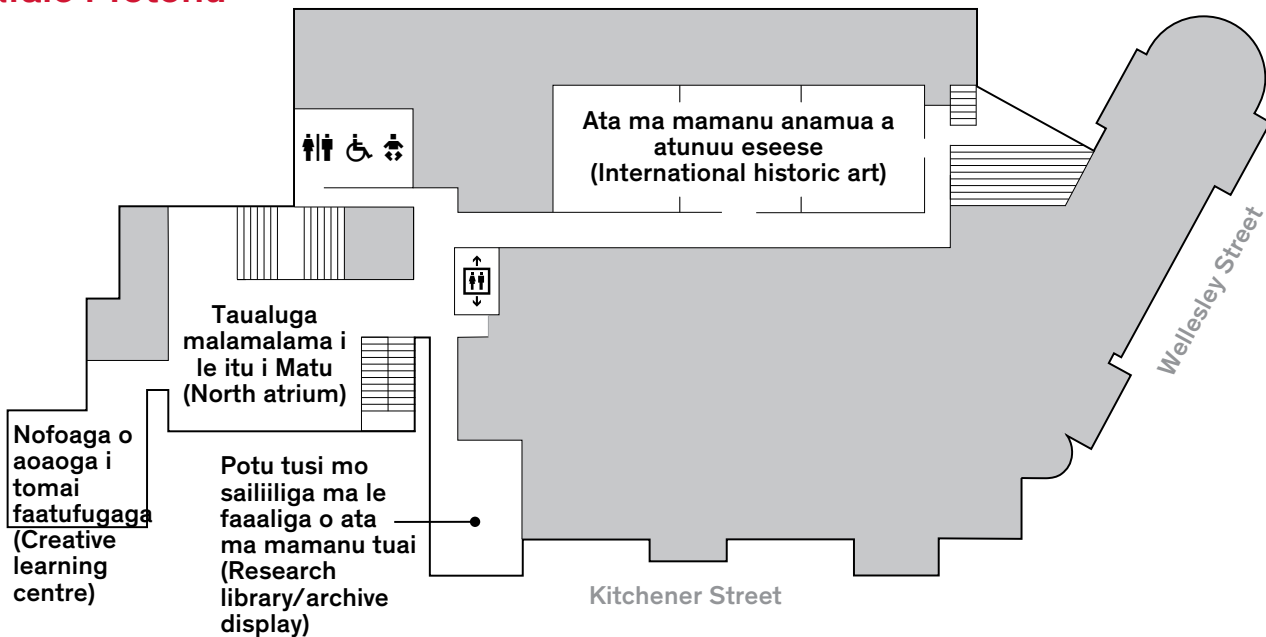 Ata ma mamanu anamua a
atunuu eseese
(International historic art)
Taualuga
malamalama i
le itu i Matu
(North atrium)
Nofoaga o
aoaoga i
tomai
faatufugaga
(Creative
learning
centre)
Potu tusi mo
sailiiliga ma le
faaaliga o ata
ma mamanu tuai
(Research
library/archive
display)
Wellesley Street
Kitchener Street